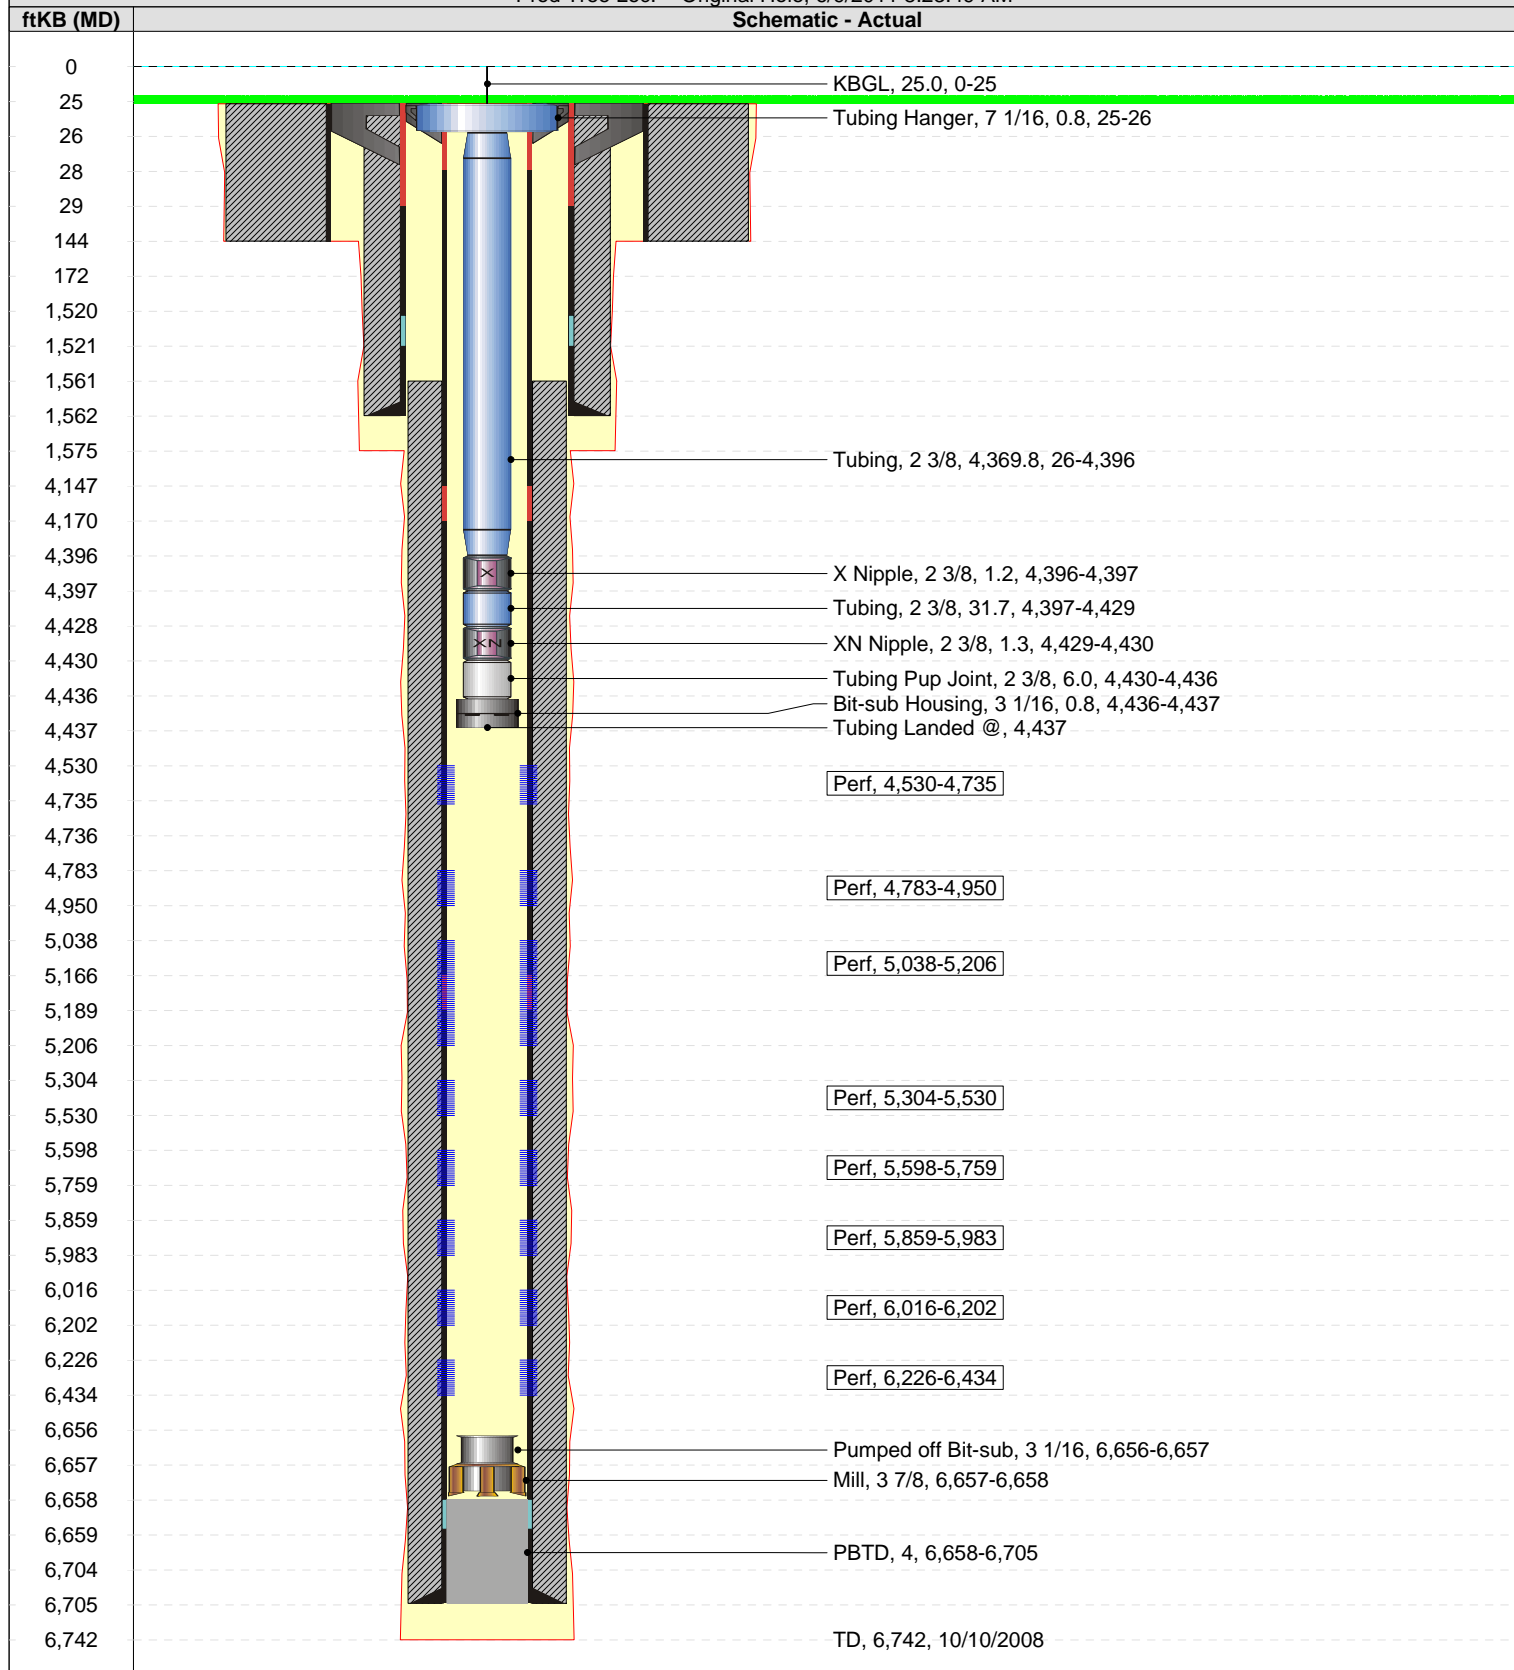 ftKB (MD)
Schematic - Actual
0
KBGL, 25.0, 0-25
25
Tubing Hanger, 7 1/16, 0.8, 25-26
26
28
29
144
172
1,520
1,521
1,561
1,562
1,575
Tubing, 2 3/8, 4,369.8, 26-4,396
4,147
4,170
4,396
X
X Nipple, 2 3/8, 1.2, 4,396-4,397
4,397
Tubing, 2 3/8, 31.7, 4,397-4,429
4,428
XN
XN Nipple, 2 3/8, 1.3, 4,429-4,430
4,430
Tubing Pup Joint, 2 3/8, 6.0, 4,430-4,436
4,436
Bit-sub Housing, 3 1/16, 0.8, 4,436-4,437
4,437
Tubing Landed @, 4,437
4,530
Perf, 4,530-4,735
4,735
4,736
4,783
Perf, 4,783-4,950
4,950
5,038
Perf, 5,038-5,206
5,166
5,189
5,206
5,304
Perf, 5,304-5,530
5,530
5,598
Perf, 5,598-5,759
5,759
5,859
Perf, 5,859-5,983
5,983
6,016
Perf, 6,016-6,202
6,202
6,226
Perf, 6,226-6,434
6,434
6,656
Pumped off Bit-sub, 3 1/16, 6,656-6,657
6,657
Mill, 3 7/8, 6,657-6,658
6,658
6,659
PBTD, 4, 6,658-6,705
6,704
6,705
6,742
TD, 6,742, 10/10/2008